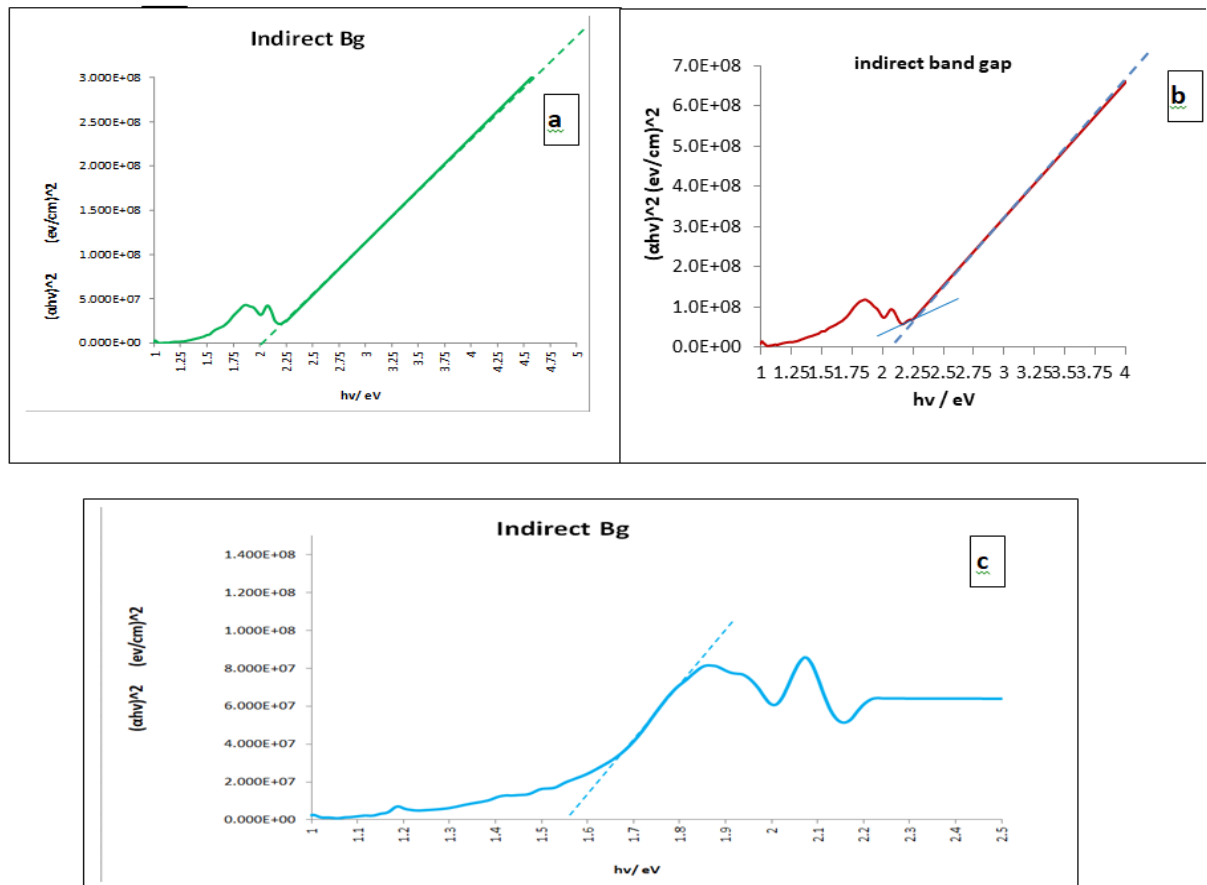 Indirect Bg
a
(αhv)^2 (ev/cm)^2
3.000E+08
2.500E+08
2.000E+08
1.500E+08
1.000E+08
5.000E+07
0.000E+00
1 1.25 1.5 1.75 2 2.25 2.5 2.75 3 3.25 3.5 3.75 4 4.25 4.5 4.75 5
hv/ eV
indirect band gap
b
(αhv)^2 (ev/cm)^2
7.0E+08
6.0E+08
5.0E+08
4.0E+08
3.0E+08
2.0E+08
1.0E+08
0.0E+00
1 1.25 1.5 1.75 2 2.25 2.5 2.75 3 3.25 3.5 3.75 4
hv / eV
Indirect Bg
c
(αhv)^2 (ev/cm)^2
1.400E+08
1.200E+08
1.000E+08
8.000E+07
6.000E+07
4.000E+07
2.000E+07
0.000E+00
1 1.1 1.2 1.3 1.4 1.5 1.6 1.7 1.8 1.9 2 2.1 2.2 2.3 2.4 2.5
hv/ eV